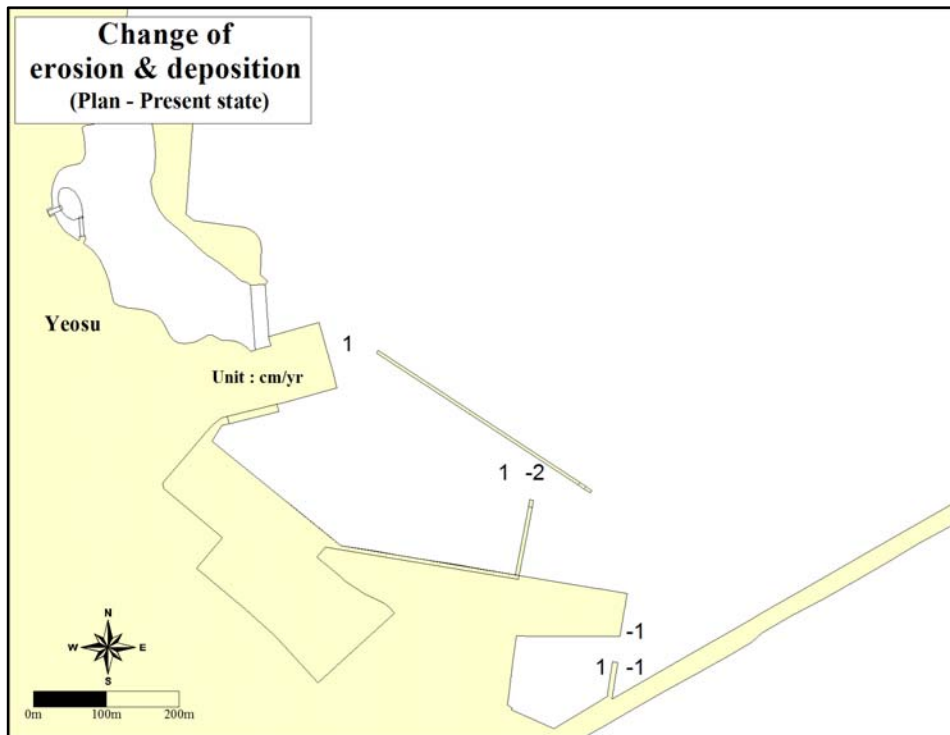 Change of
erosion & deposition
(Plan - Present state)
Yeosu
1
Unit : cm/yr
1 -2
-1
1 -1
N
W E
S
0m 100m 200m